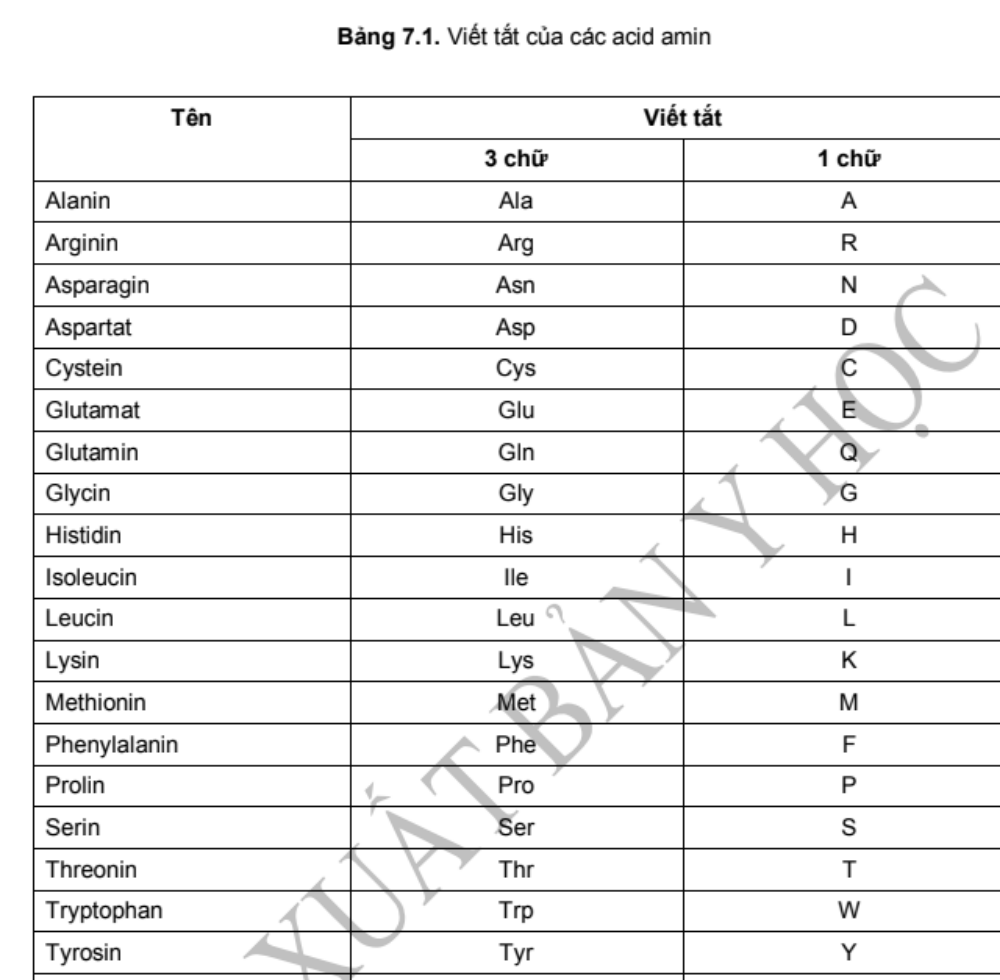 Bảng 7.1. Viết tắt của các acid amin
Tên Viết tắt
3 chữ 1 chữ
Alanin Ala A
Arginin Arg R
Asparagin Asn N
Aspartat Asp D
Cystein Cys C
Glutamat Glu E
Glutamin Gln Q
Glycin Gly G
Histidin His H
Isoleucin Ile I
Leucin Leu L
Lysin Lys K
Methionin Met M
Phenylalanin Phe F
Prolin Pro P
Serin Ser S
Threonin Thr T
Tryptophan Trp W
Tyrosin Tyr Y
XUẤT BẢN Y HỌC